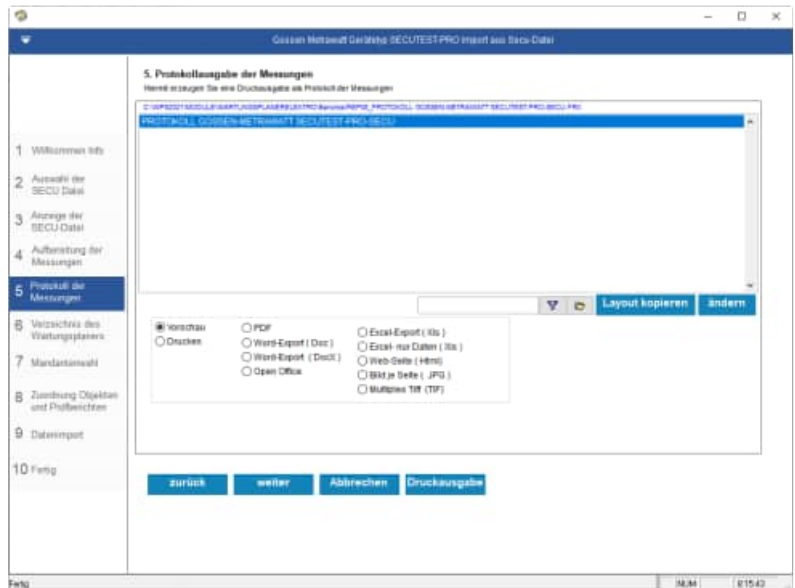 Gossen Metrawatt Geräte SECUTEST-PRO Import aus Secu-Datei
5. Protokollausgabe der Messungen
Hiermit erzeugen Sie eine Druckausgabe als Protokoll der Messungen
PROTOKOLL GOSSEN-METRAWATT SECUTEST-PRO-SECU
1 Willkommen Info
2 Auswahl der
SECU Datei
3 Anzeige der
SECU-Datei
4 Aufbereitung der
Messungen
5 Protokoll der
Messungen
6 Verzeichnis des
Wartungsplaners
7 Mandantenwahl
8 Zuordnung Objekten
und Prüfberichten
9 Datenimport
10 Fertig
Layout kopieren
ändern
Vorschau
Drucken
PDF
Word-Export ( Doc )
Word-Export ( DocX )
Open Office
Excel-Export ( Xls )
Excel- nur Daten ( Xls )
Web-Seite ( Html)
Bild je Seite ( .JPG )
Multiples Tiff (TIF)
zurück
weiter
Abbrechen
Druckausgabe
Fertig
NUM